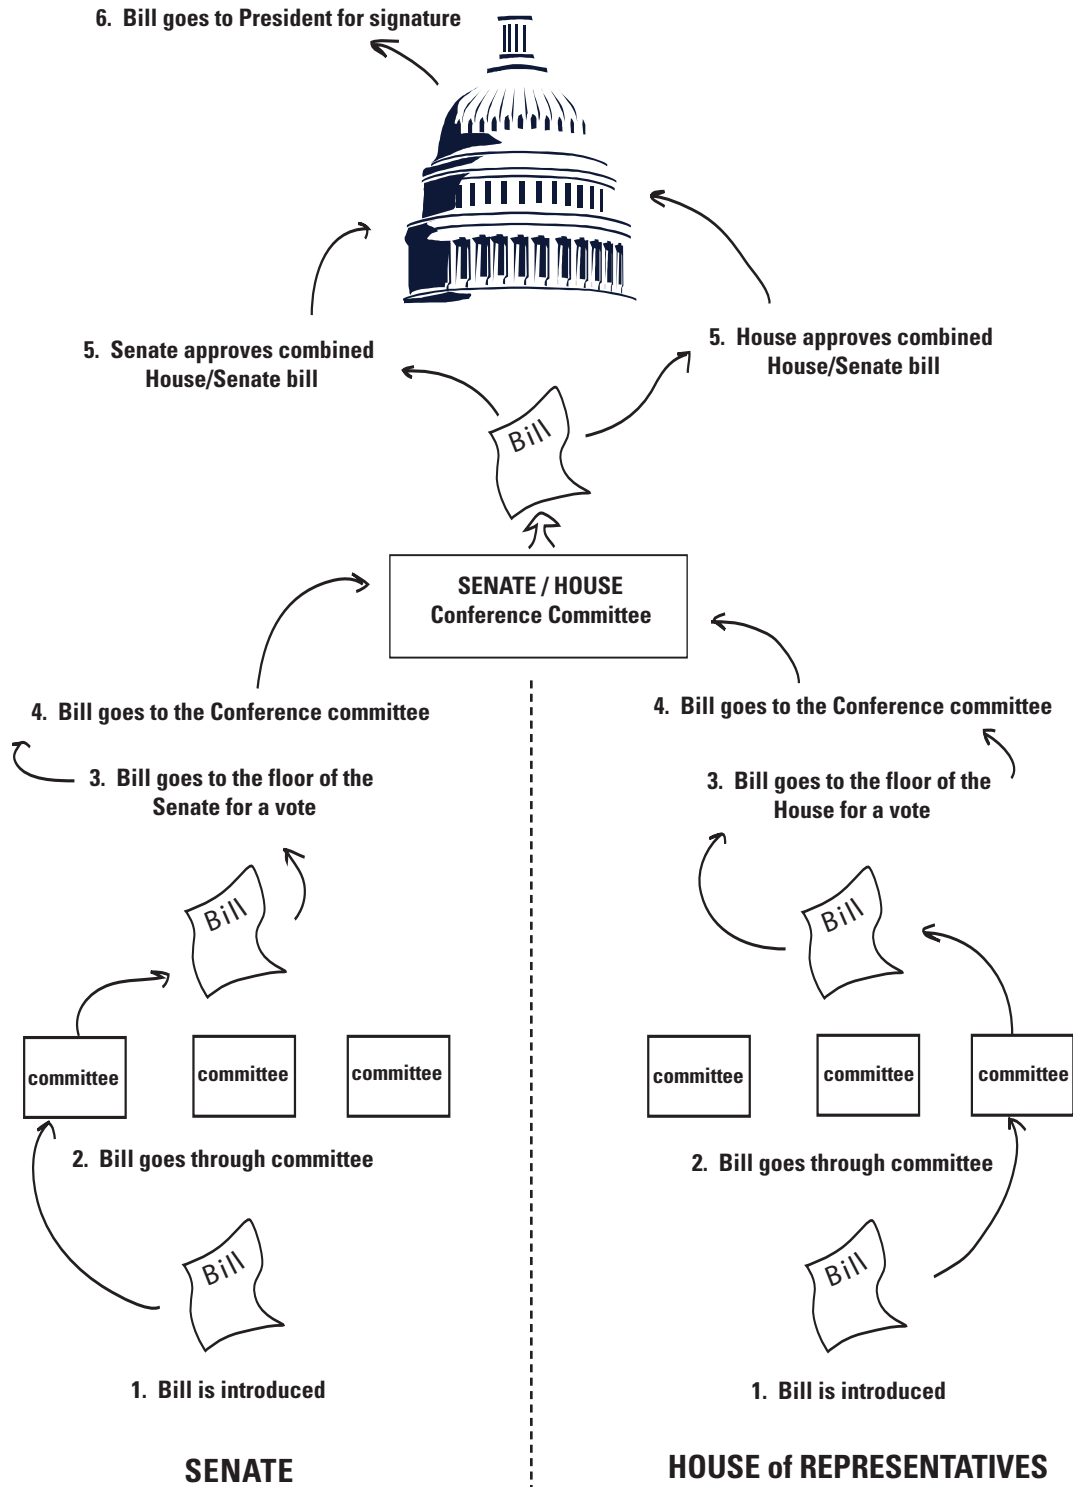 6. Bill goes to President for signature
5. Senate approves combined
House/Senate bill
5. House approves combined
House/Senate bill
Bill
SENATE / HOUSE
Conference Committee
4. Bill goes to the Conference committee
4. Bill goes to the Conference committee
3. Bill goes to the floor of the
Senate for a vote
3. Bill goes to the floor of the
House for a vote
Bill
Bill
committee
committee
committee
committee
committee
committee
2. Bill goes through committee
2. Bill goes through committee
Bill
Bill
1. Bill is introduced
1. Bill is introduced
SENATE
HOUSE of REPRESENTATIVES